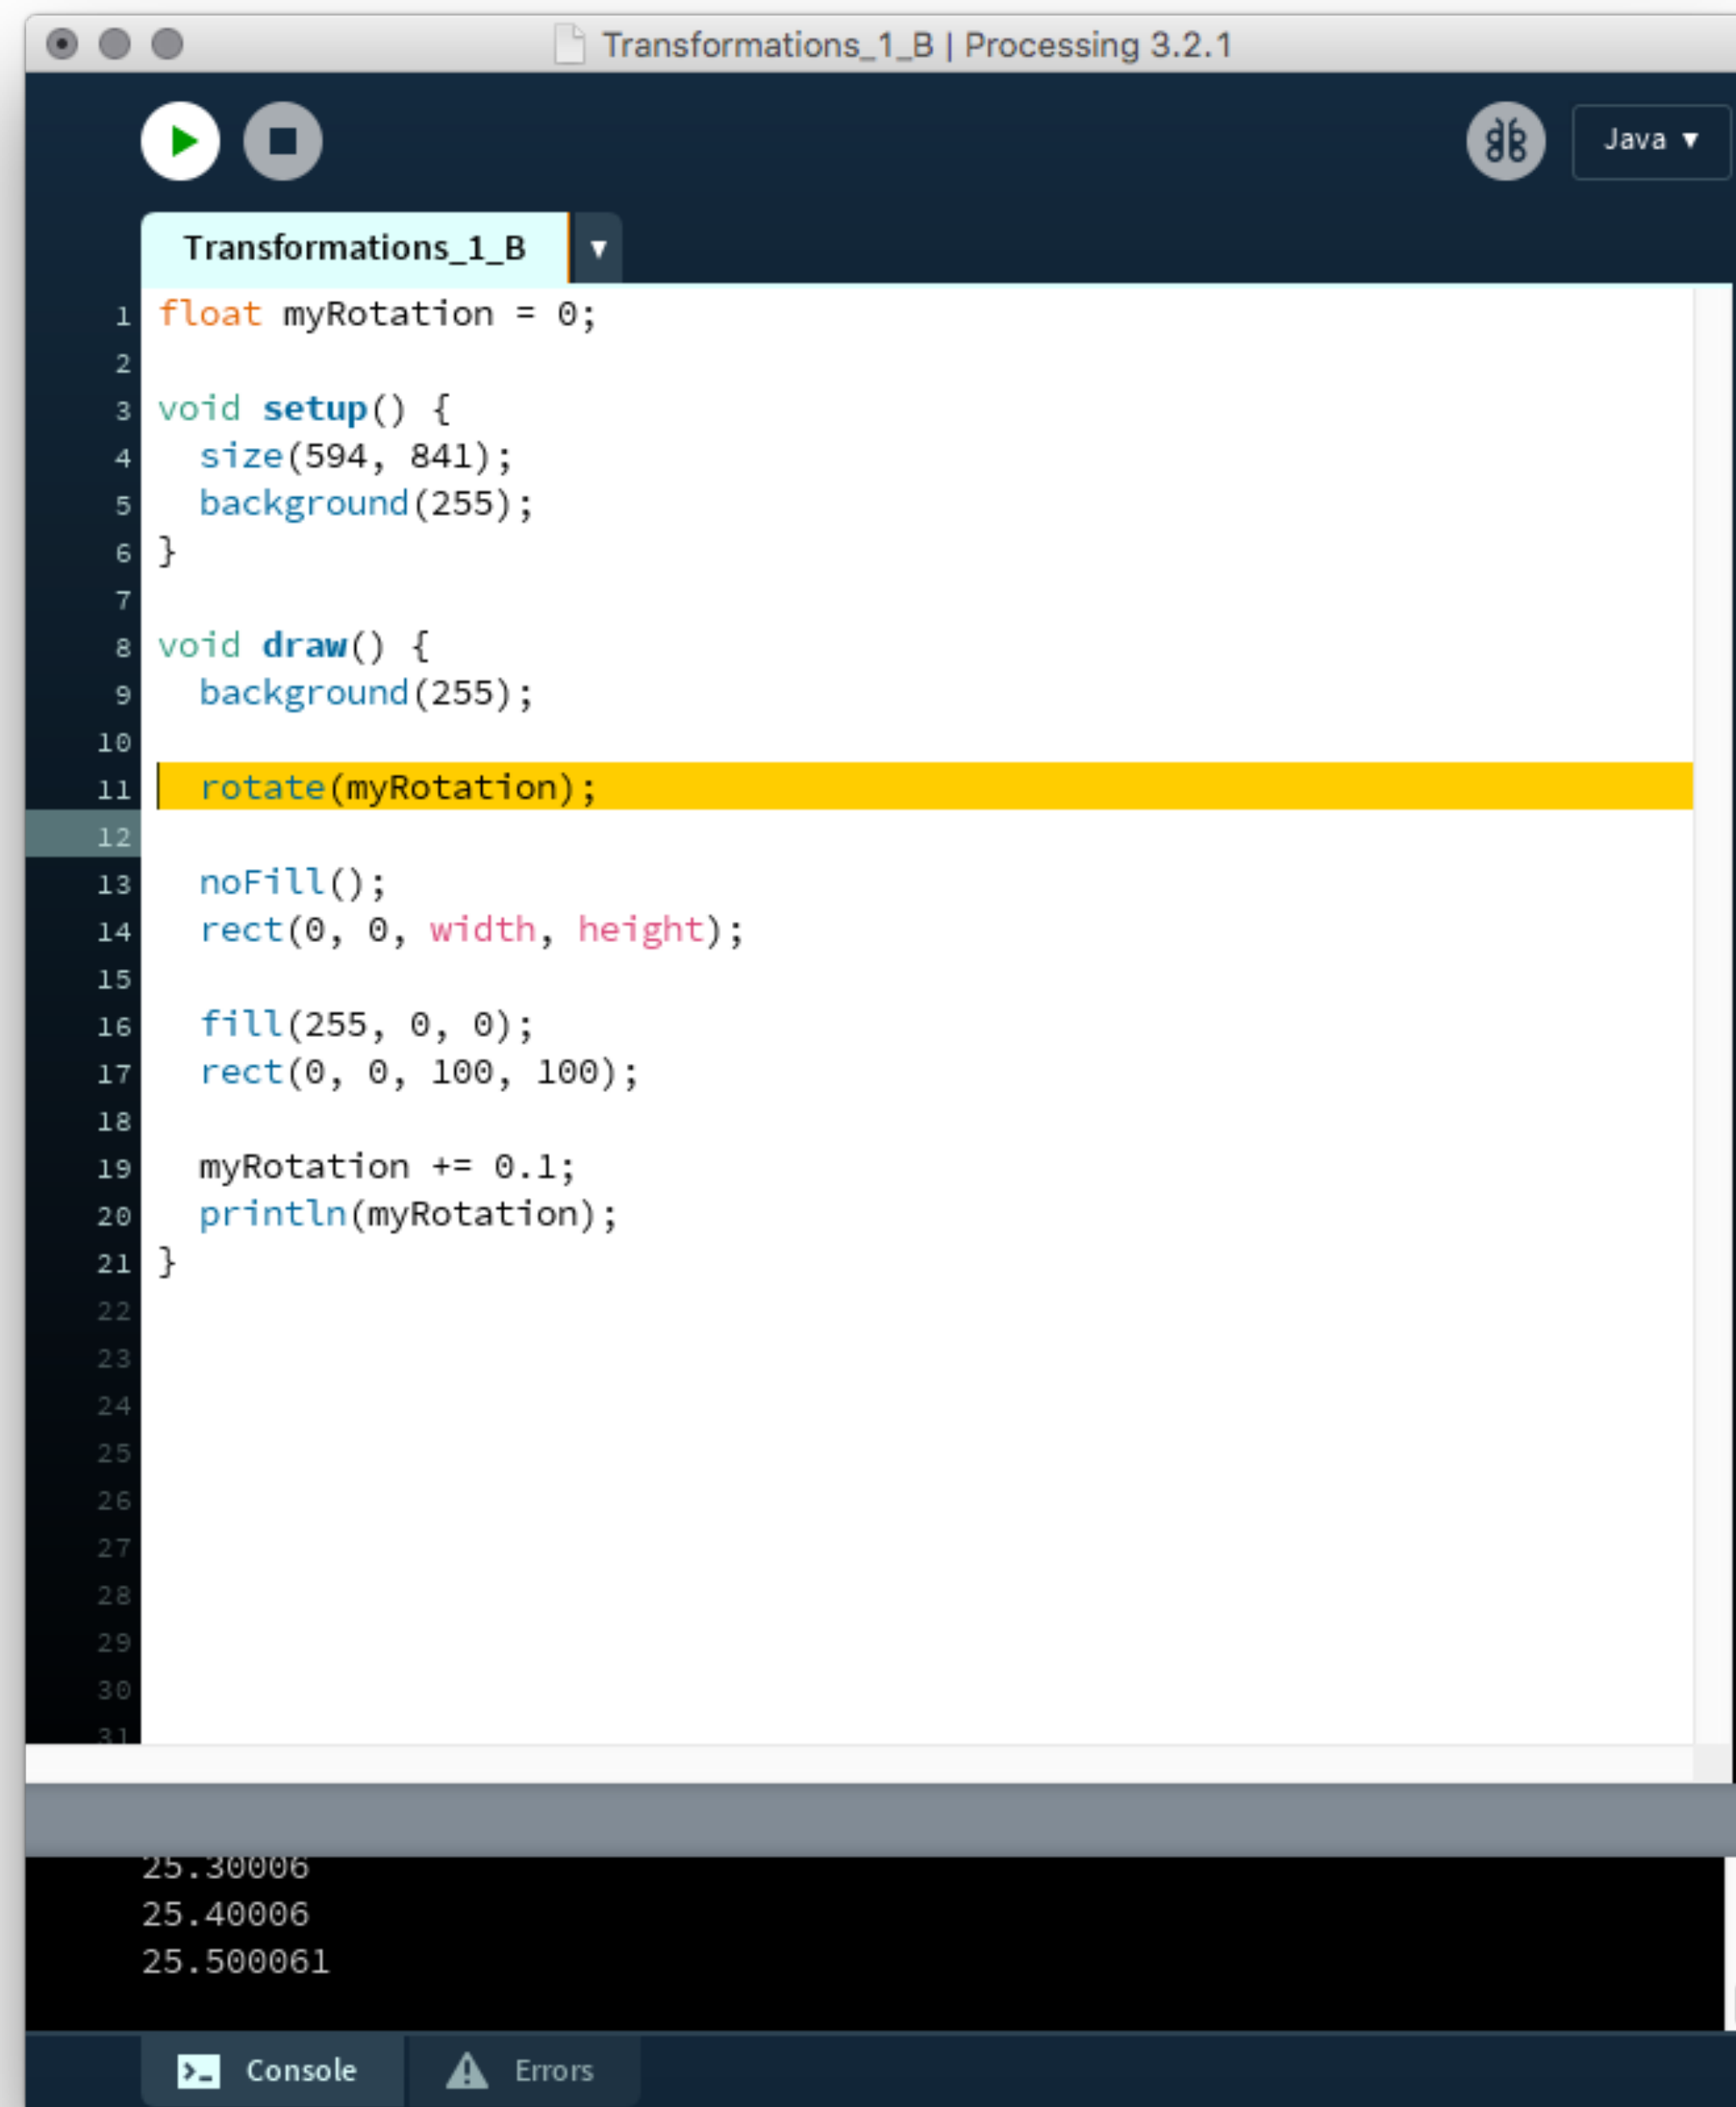 Transformations_1_B | Processing 3.2.1
Java ▼
Transformations_1_B ▼
1 float myRotation = 0;
2
3 void setup() {
4 size(594, 841);
5 background(255);
6 }
7
8 void draw() {
9 background(255);
10
11 rotate(myRotation);
12
13 noFill();
14 rect(0, 0, width, height);
15
16 fill(255, 0, 0);
17 rect(0, 0, 100, 100);
18
19 myRotation += 0.1;
20 println(myRotation);
21 }
22
23
24
25
26
27
28
29
30
31
25.30006
25.40006
25.500061
Console Errors